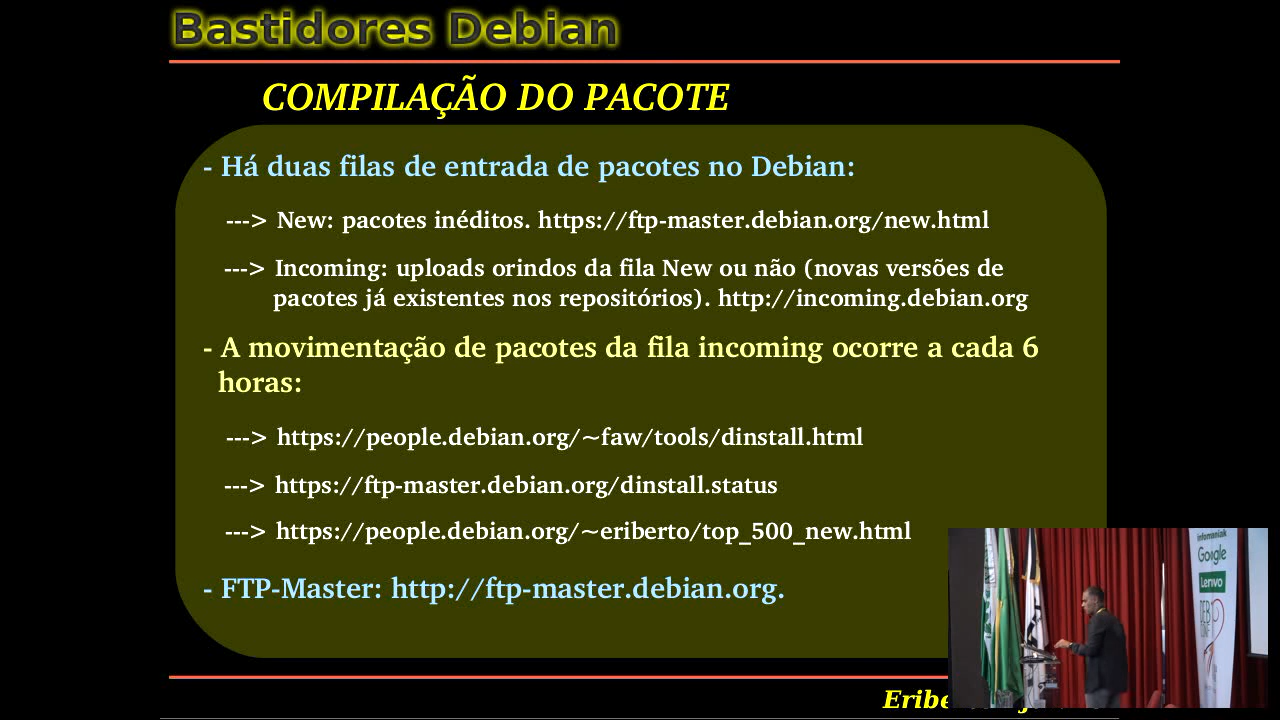 Bastidores Debian
COMPILAÇÃO DO PACOTE
- Há duas filas de entrada de pacotes no Debian:
---> New: pacotes inéditos. https://ftp-master.debian.org/new.html
---> Incoming: uploads orindos da fila New ou não (novas versões de
pacotes já existentes nos repositórios). http://incoming.debian.org
- A movimentação de pacotes da fila incoming ocorre a cada 6
horas:
---> https://people.debian.org/~faw/tools/dinstall.html
---> https://ftp-master.debian.org/dinstall.status
---> https://people.debian.org/~eriberto/top_500_new.html
- FTP-Master: http://ftp-master.debian.org.
infomaniak
Google
Lenovo
DEB
CONF